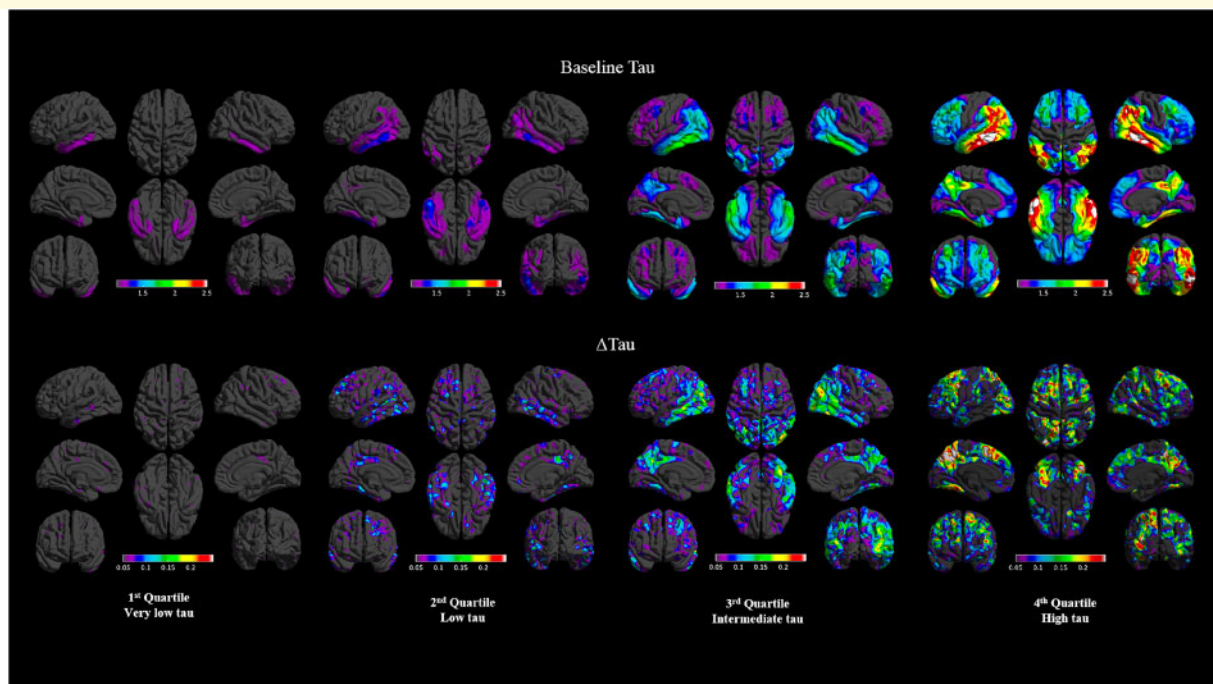 Baseline Tau
1.5 2 2.5
1.5 2 2.5
1.5 2 2.5
1.5 2 2.5
ΔTau
0.05 0.1 0.15 0.2
0.05 0.1 0.15 0.2
0.05 0.1 0.15 0.2
0.1 0.15 0.2
1st Quartile
Very low tau
2nd Quartile
Low tau
3rd Quartile
Intermediate tau
4th Quartile
High tau